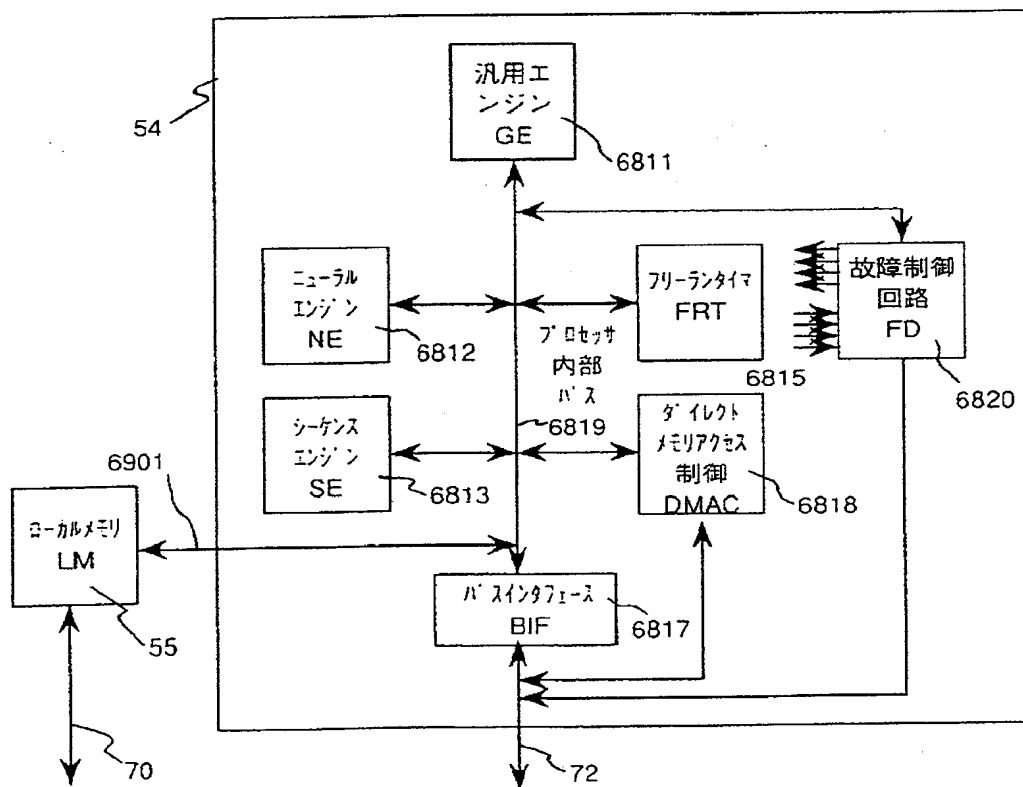 54
汎用エ
ンジン
GE
6811
ニューラル
エンジン
NE
6812
フリーランタイマ
FRT
6815
故障制御
回路
FD
6820
プロセッサ
内部
バス
6819
シーケンス
エンジン
SE
6813
ダイレクト
メモリアクセス
制御
DMAC
6818
6901
ローカルメモリ
LM
55
バスインタフェース
BIF
6817
70
72